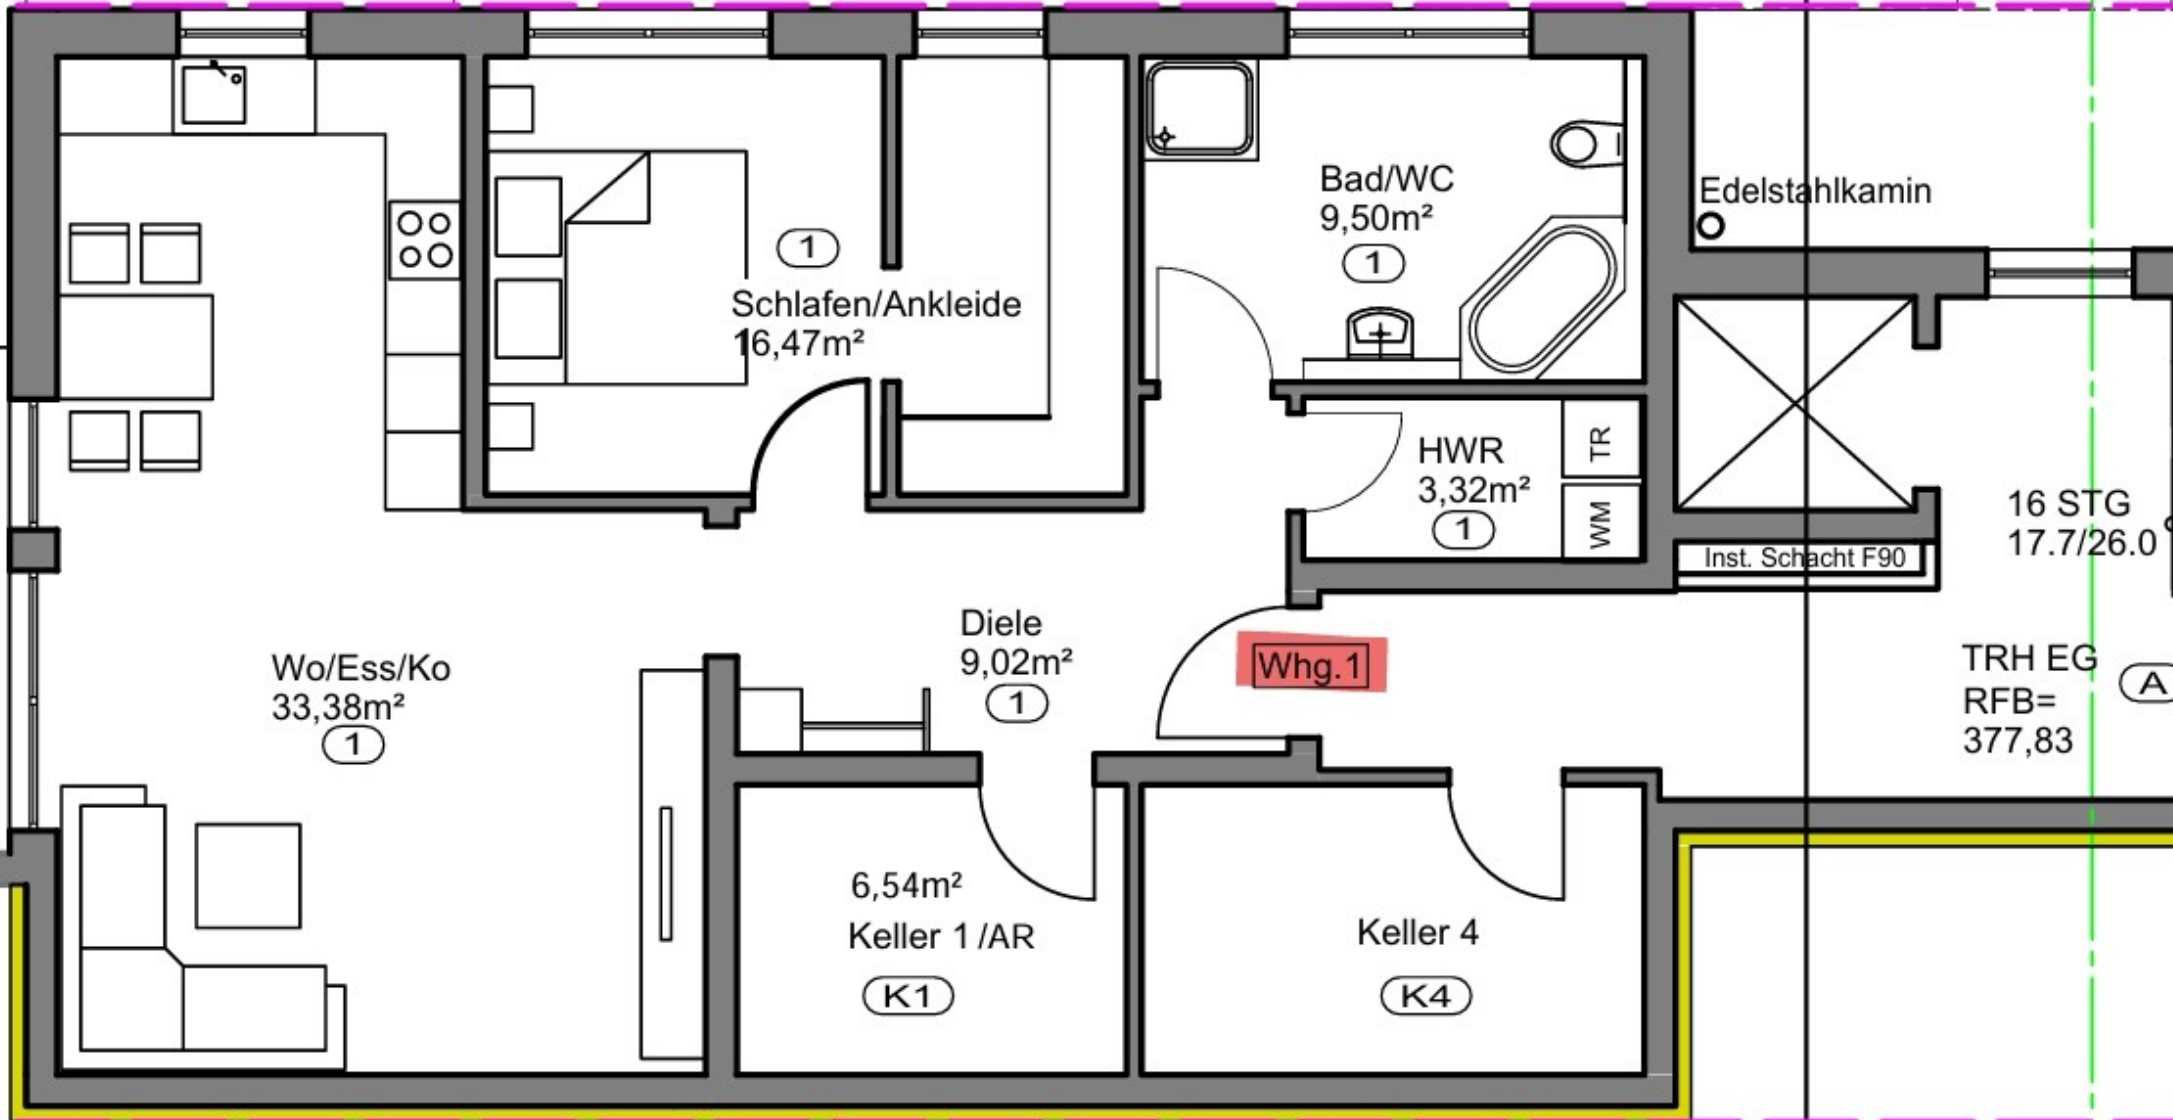 Bad/WC
9,50m²
1
Edelstahlkamin
1
Schlafen/Ankleide
16,47m²
HWR
3,32m²
1
TR
WM
16 STG
17.7/26.0
Inst. Schacht F90
Diele
9,02m²
1
Whg.1
Wo/Ess/Ko
33,38m²
1
TRH EG
RFB=
377,83
A
6,54m²
Keller 1/AR
K1
Keller 4
K4